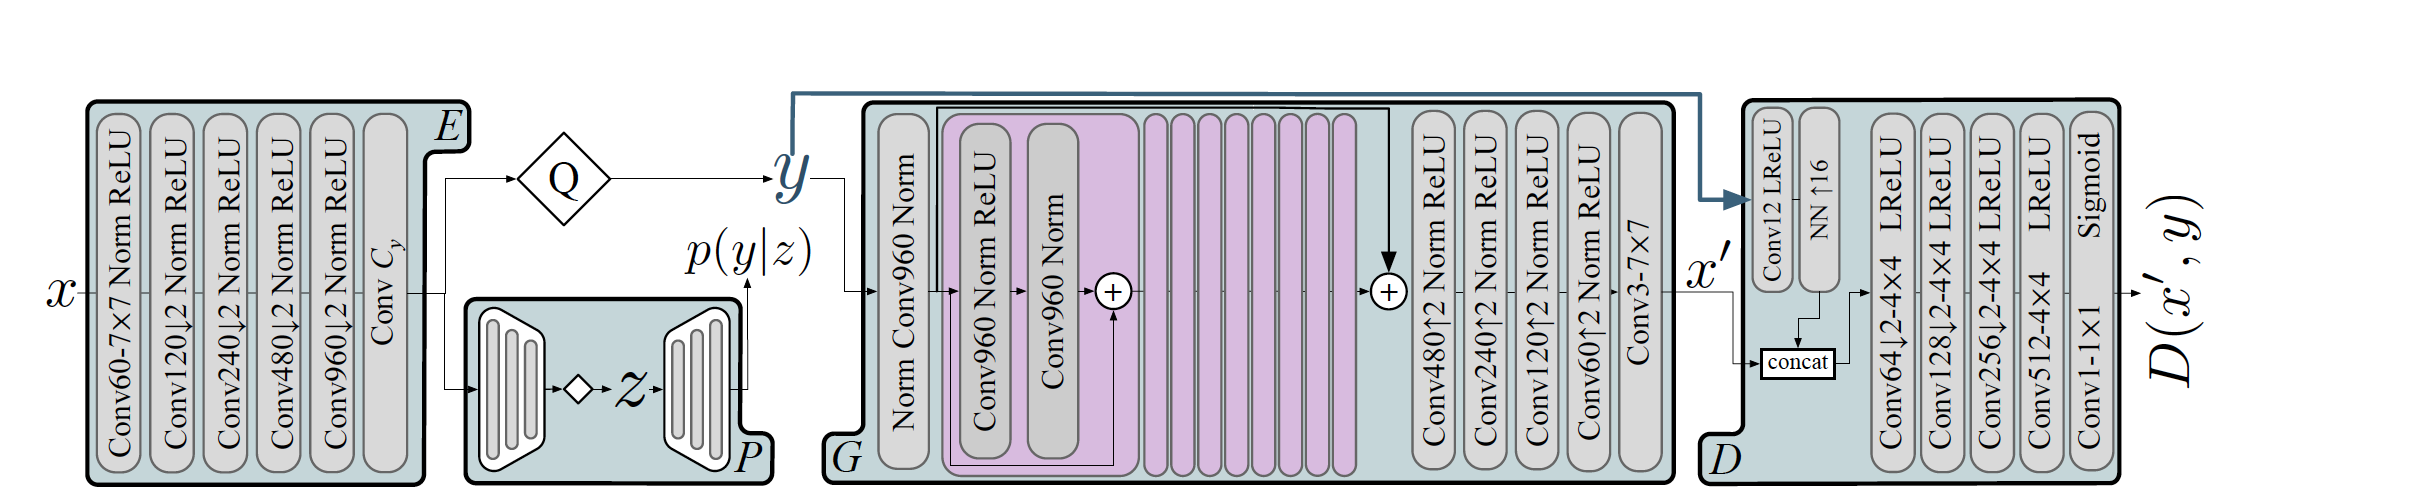 x
Conv60-7×7 Norm ReLU
Conv120↓2 Norm ReLU
Conv240↓2 Norm ReLU
Conv480↓2 Norm ReLU
Conv960↓2 Norm ReLU
Conv C_y
E
Q
y
p(y|z)
z
P
G
Norm Conv960 Norm
Conv960 Norm ReLU
Conv960 Norm
+
+
Conv480↑2 Norm ReLU
Conv240↑2 Norm ReLU
Conv120↑2 Norm ReLU
Conv60↑2 Norm ReLU
Conv3-7×7
x′
D
Conv12 LReLU
NN ↑16
concat
Conv64↓2-4×4 LReLU
Conv128↓2-4×4 LReLU
Conv256↓2-4×4 LReLU
Conv512-4×4 LReLU
Conv1-1×1 Sigmoid
D(x′, y)